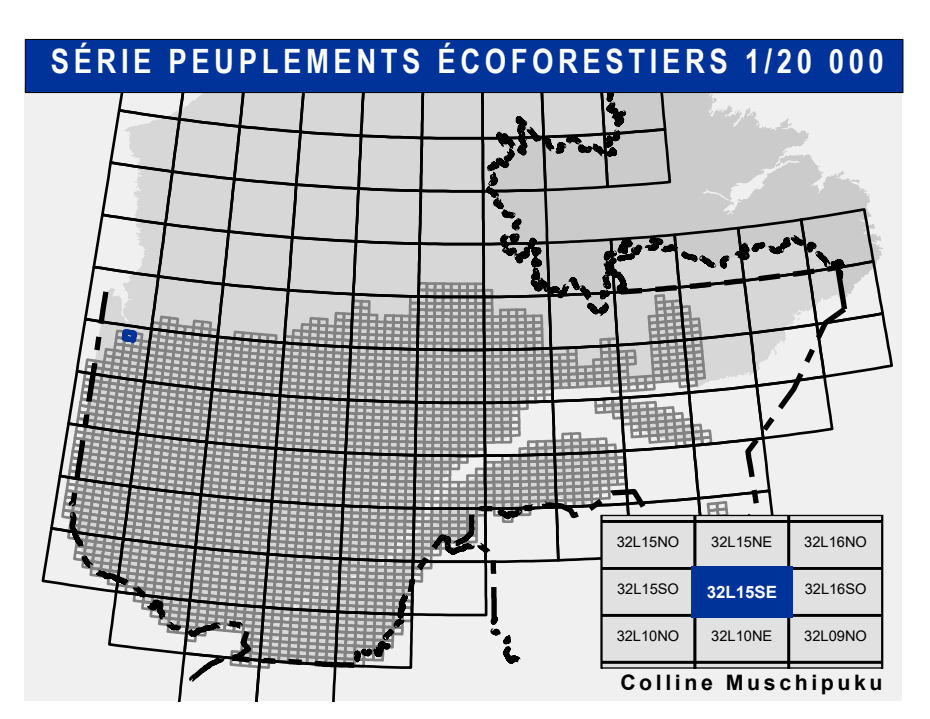 SÉRIE PEUPLEMENTS ÉCOFORESTIERS 1/20 000
32L15NO 32L15NE 32L16NO
32L15SO 32L15SE 32L16SO
32L10NO 32L10NE 32L09NO
Colline Muschipuku